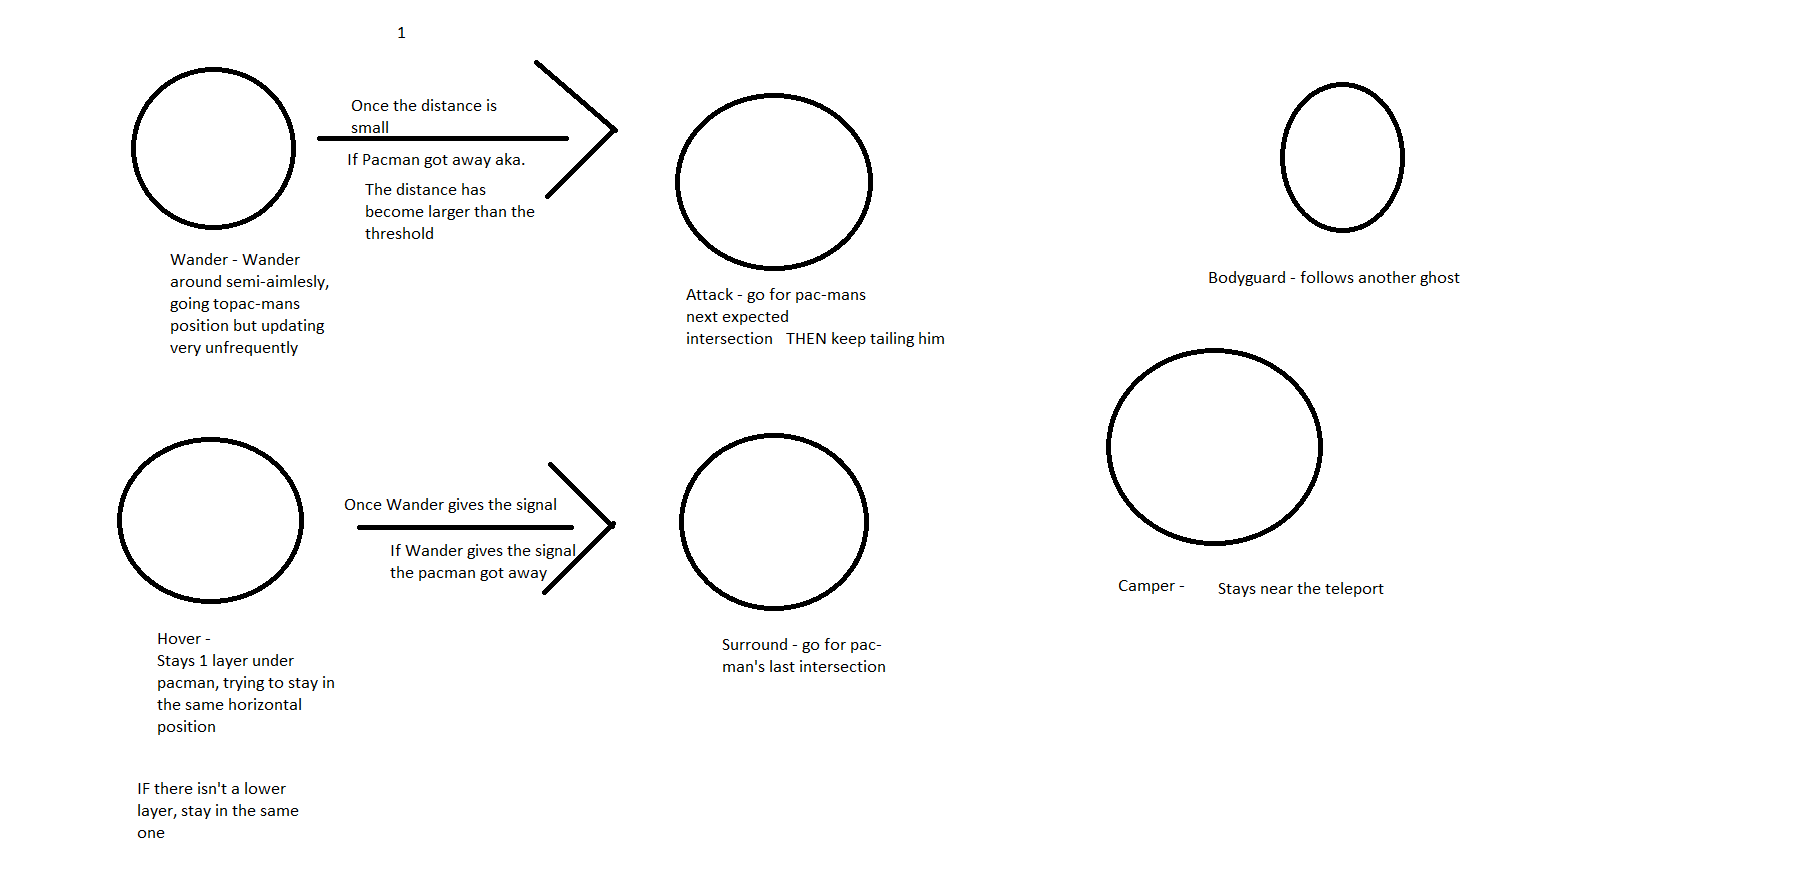 1
Once the distance is
small
If Pacman got away aka.
The distance has
become larger than the
threshold
Wander - Wander
around semi-aimlesly,
going topac-mans
position but updating
very unfrequently
Attack - go for pac-mans
next expected
intersection THEN keep tailing him
Bodyguard - follows another ghost
Once Wander gives the signal
If Wander gives the signal
the pacman got away
Hover -
Stays 1 layer under
pacman, trying to stay in
the same horizontal
position
IF there isn't a lower
layer, stay in the same
one
Surround - go for pac-
man's last intersection
Camper - Stays near the teleport